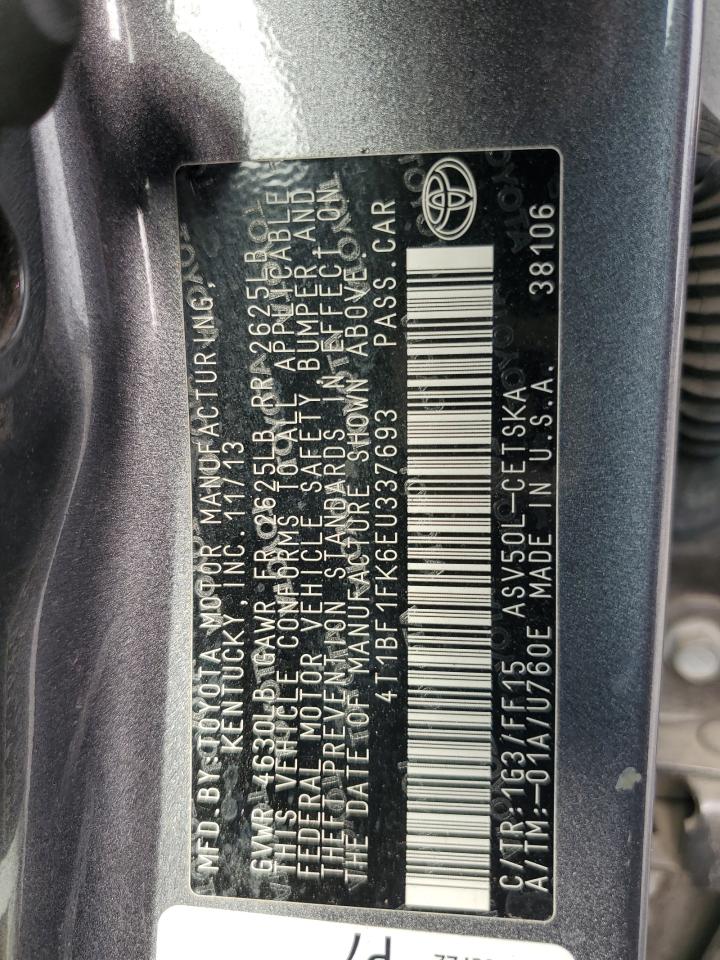 MFD. BY:TOYOTA MOTOR MANUFACTURING,
KENTUCKY, INC. 11/13
GVWR 4630LB GAWR FR 2625LB RR 2625LB
THIS VEHICLE CONFORMS TO ALL APPLICABLE
FEDERAL MOTOR VEHICLE SAFETY BUMPER, AND
THEFT PREVENTION STANDARDS IN EFFECT ON
THE DATE OF MANUFACTURE SHOWN ABOVE.
4T1BF1FK6EU337693 PASS CAR
C/TR:1G3/FF15 ASV50L-CETSKA
A/TM:-01A/U760E MADE IN U.S.A. 38106